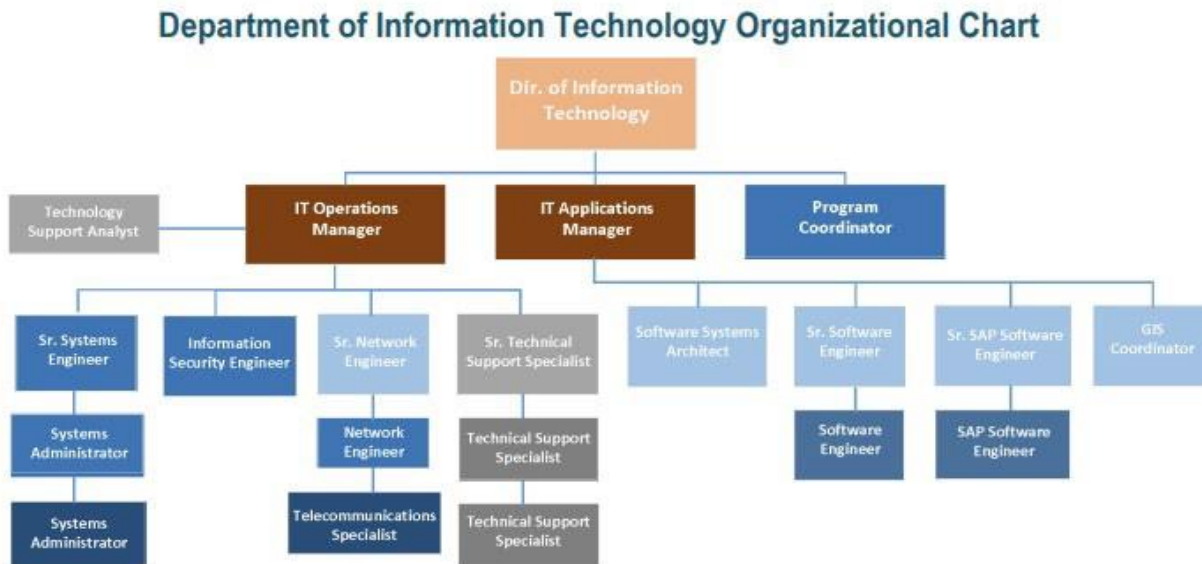 Department of Information Technology Organizational Chart
Dir. of Information
Technology
Technology
Support Analyst
IT Operations
Manager
IT Applications
Manager
Program
Coordinator
Sr. Systems
Engineer
Information
Security Engineer
Sr. Network
Engineer
Sr. Technical
Support Specialist
Software Systems
Architect
Sr. Software
Engineer
Sr. SAP Software
Engineer
GIS
Coordinator
Systems
Administrator
Network
Engineer
Technical Support
Specialist
Software
Engineer
SAP Software
Engineer
Systems
Administrator
Telecommunications
Specialist
Technical Support
Specialist